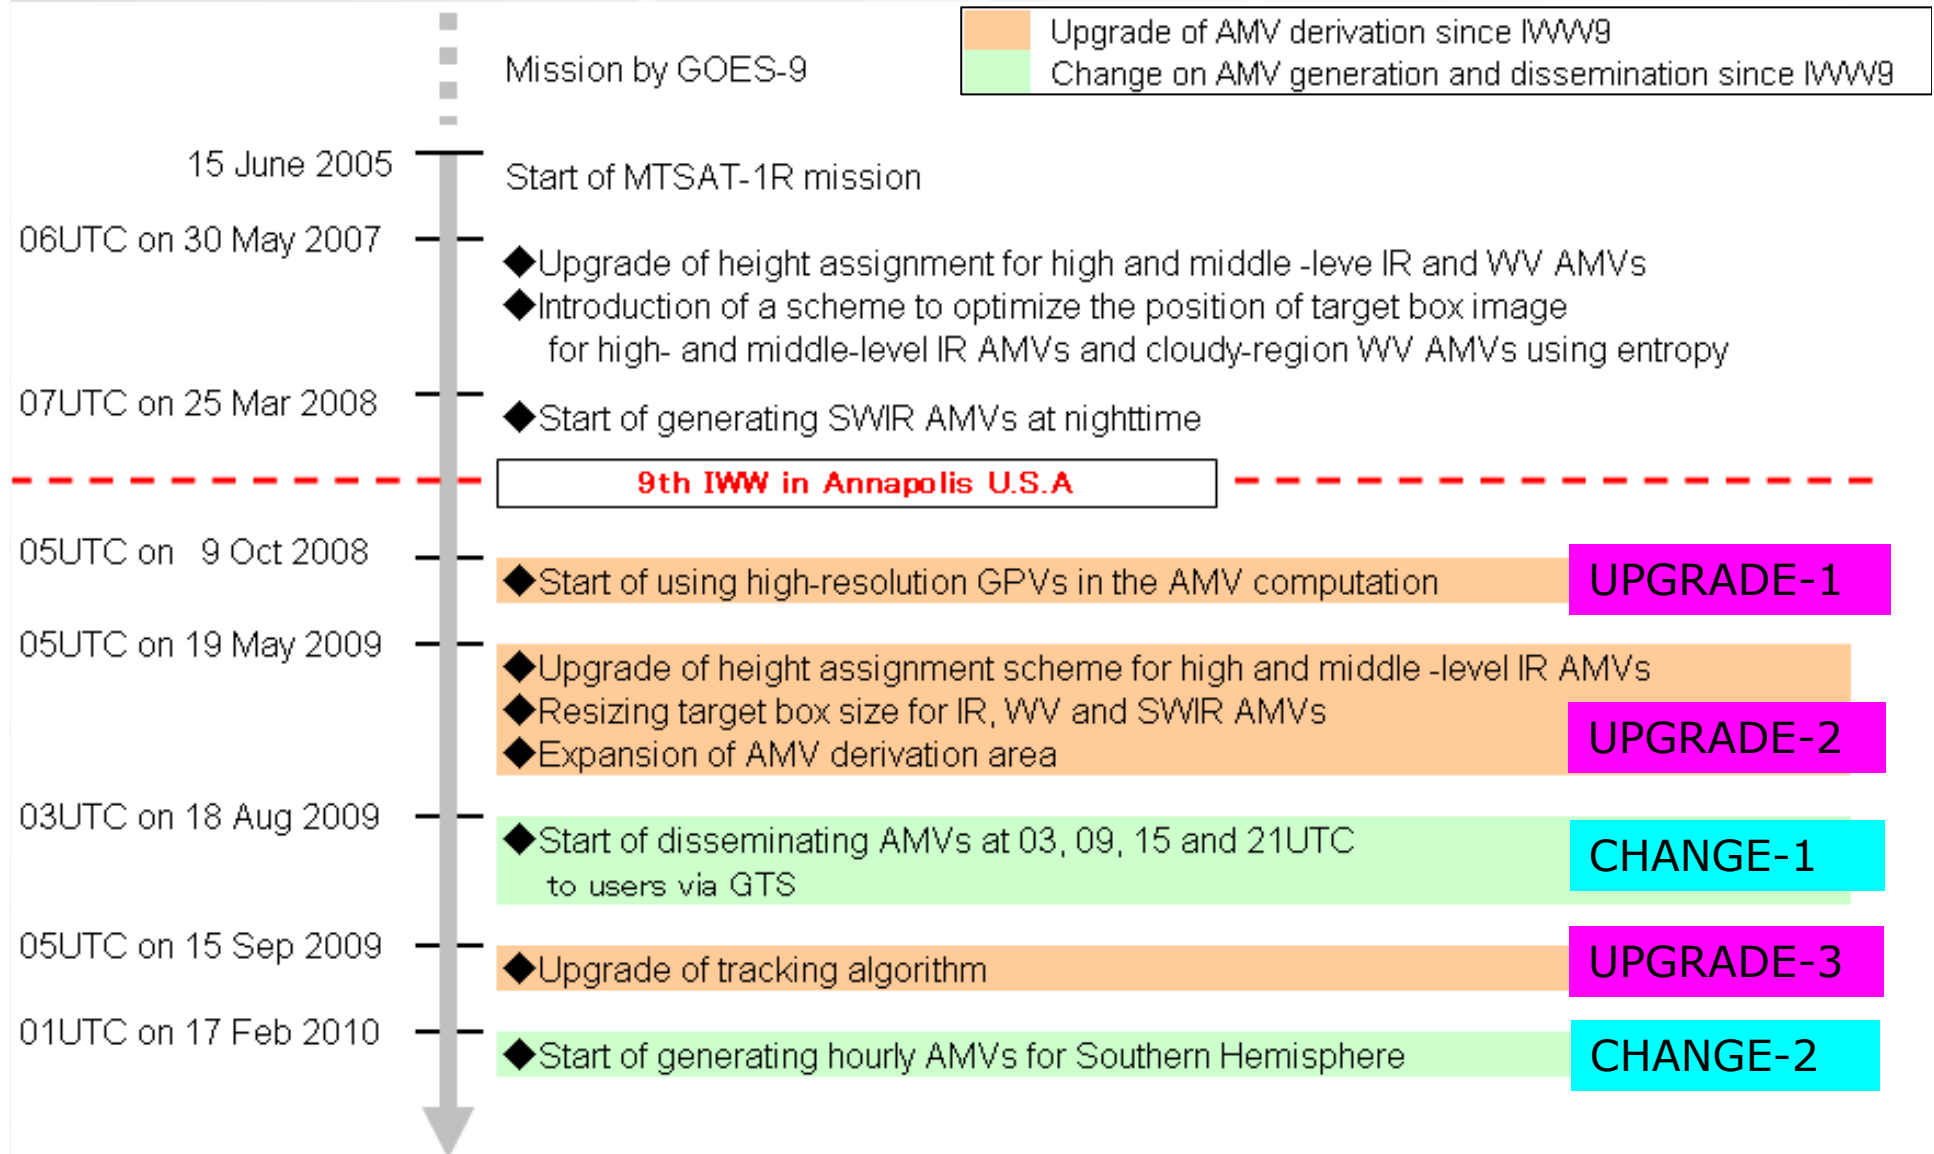 Mission by GOES-9
Upgrade of AMV derivation since IWW9
Change on AMV generation and dissemination since IWW9
15 June 2005
Start of MTSAT-1R mission
06UTC on 30 May 2007
◆Upgrade of height assignment for high and middle -leve IR and WV AMVs
◆Introduction of a scheme to optimize the position of target box image
for high- and middle-level IR AMVs and cloudy-region WV AMVs using entropy
07UTC on 25 Mar 2008
◆Start of generating SWIR AMVs at nighttime
9th IWW in Annapolis U.S.A
05UTC on 9 Oct 2008
◆Start of using high-resolution GPVs in the AMV computation
UPGRADE-1
05UTC on 19 May 2009
◆Upgrade of height assignment scheme for high and middle -level IR AMVs
◆Resizing target box size for IR, WV and SWIR AMVs
◆Expansion of AMV derivation area
UPGRADE-2
03UTC on 18 Aug 2009
◆Start of disseminating AMVs at 03, 09, 15 and 21UTC
to users via GTS
CHANGE-1
05UTC on 15 Sep 2009
◆Upgrade of tracking algorithm
UPGRADE-3
01UTC on 17 Feb 2010
◆Start of generating hourly AMVs for Southern Hemisphere
CHANGE-2